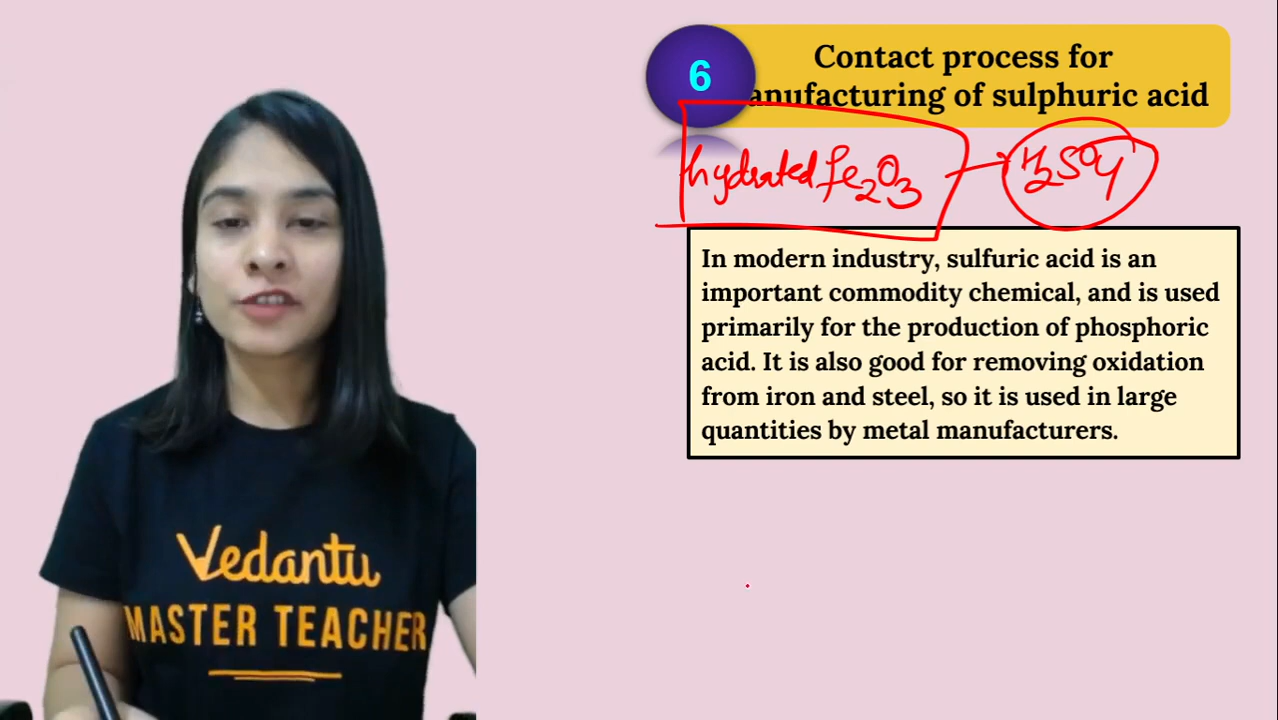 6
Contact process for
anufacturing of sulphuric acid
hydrated Fe2O3 → H2SO4
In modern industry, sulfuric acid is an
important commodity chemical, and is used
primarily for the production of phosphoric
acid. It is also good for removing oxidation
from iron and steel, so it is used in large
quantities by metal manufacturers.
Vedantu
MASTER TEACHER